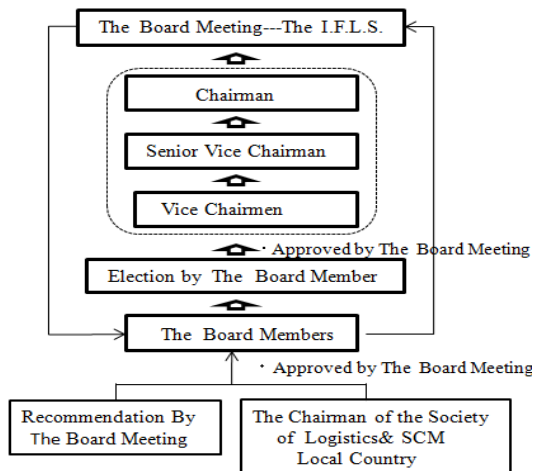 The Board Meeting---The I.F.L.S.
Chairman
Senior Vice Chairman
Vice Chairmen
・Approved by The Board Meeting
Election by The Board Member
The Board Members
・Approved by The Board Meeting
Recommendation By
The Board Meeting
The Chairman of the Society
of Logistics& SCM
Local Country